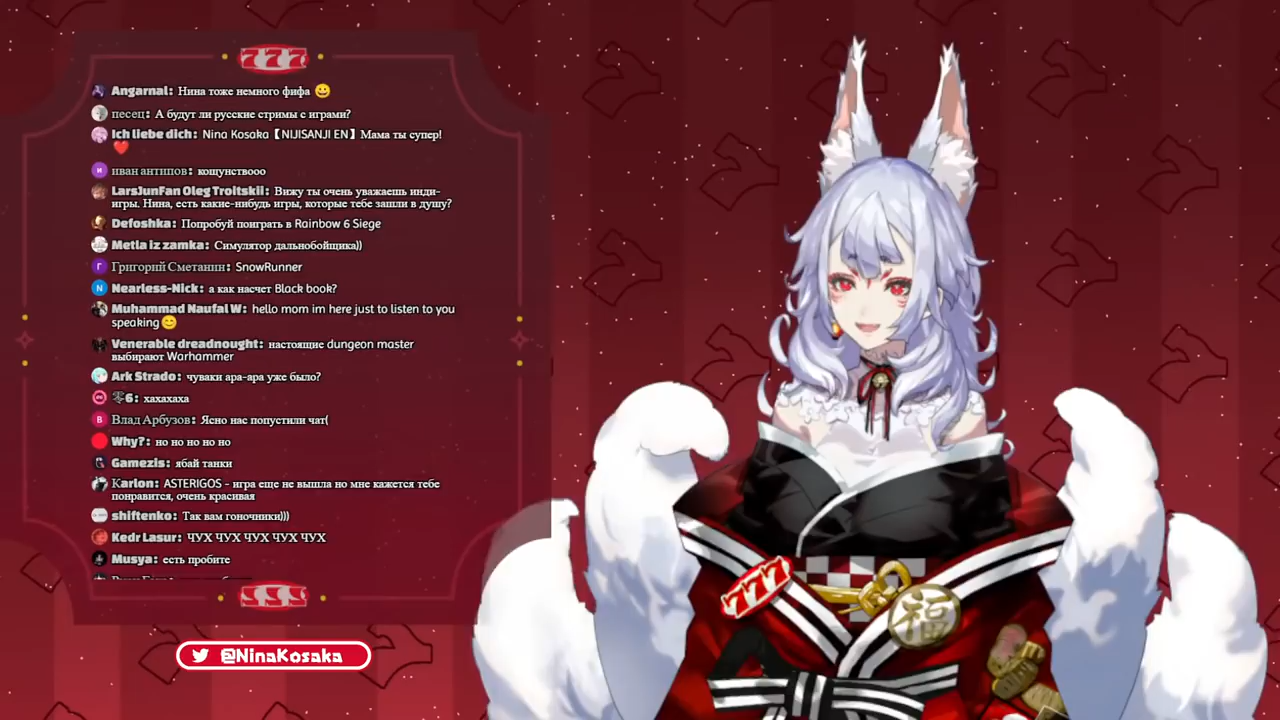 777
Angarnal: Нина тоже немного фифа 😀
песец: А будут ли русские стримы с играми?
Ich liebe dich: Nina Kosaka【NIJISANJI EN】Мама ты супер!
❤️
иван антипов: кощунствооо
LarsJunFan Oleg Troitskii: Вижу ты очень уважаешь инди-
игры. Нина, есть какие-нибудь игры, которые тебе зашли в душу?
Defoshka: Попробуй поиграть в Rainbow 6 Siege
Metla iz zamka: Симулятор дальнобойщика))
Григорий Сметанин: SnowRunner
Nearless-Nick: а как насчет Black book?
Muhammad Naufal W: hello mom im here just to listen to you
speaking😊
Venerable dreadnought: настоящие dungeon master
выбирают Warhammer
Ark Strado: чуваки ара-ара уже было?
零6: хахахаха
Влад Арбузов: Ясно нас попустили чат(
Why?: но но но но но
Gamezis: ябай танки
Karlon: ASTERIGOS - игра еще не вышла но мне кажется тебе
понравится, очень красивая
shiftenko: Так вам гоночники)))
Kedr Lasur: ЧУХ ЧУХ ЧУХ ЧУХ ЧУХ
Musya: есть пробите
@NinaKosaka
777
福